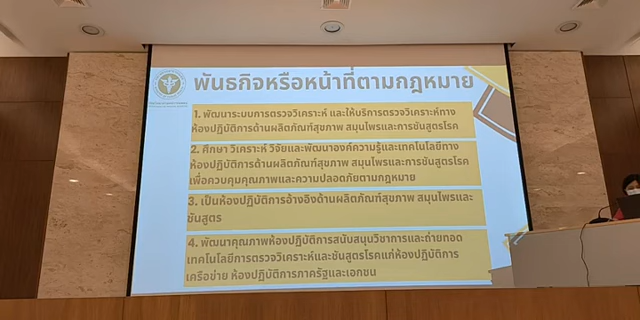 พันธกิจหรือหน้าที่ตามกฎหมาย
1. พัฒนาระบบการตรวจวิเคราะห์ และให้บริการตรวจวิเคราะห์ทาง
ห้องปฏิบัติการด้านผลิตภัณฑ์สุขภาพ สมุนไพรและการชันสูตรโรค
2. ศึกษา วิเคราะห์ วิจัยและพัฒนาองค์ความรู้และเทคโนโลยีทาง
ห้องปฏิบัติการด้านผลิตภัณฑ์สุขภาพ สมุนไพรและการชันสูตรโรค
เพื่อควบคุมคุณภาพและความปลอดภัยตามกฎหมาย
3. เป็นห้องปฏิบัติการอ้างอิงด้านผลิตภัณฑ์สุขภาพ สมุนไพรและ
ชันสูตร
4. พัฒนาคุณภาพห้องปฏิบัติการสนับสนุนวิชาการและถ่ายทอด
เทคโนโลยีการตรวจวิเคราะห์และชันสูตรโรคแก่ห้องปฏิบัติการ
เครือข่าย ห้องปฏิบัติการภาครัฐและเอกชน